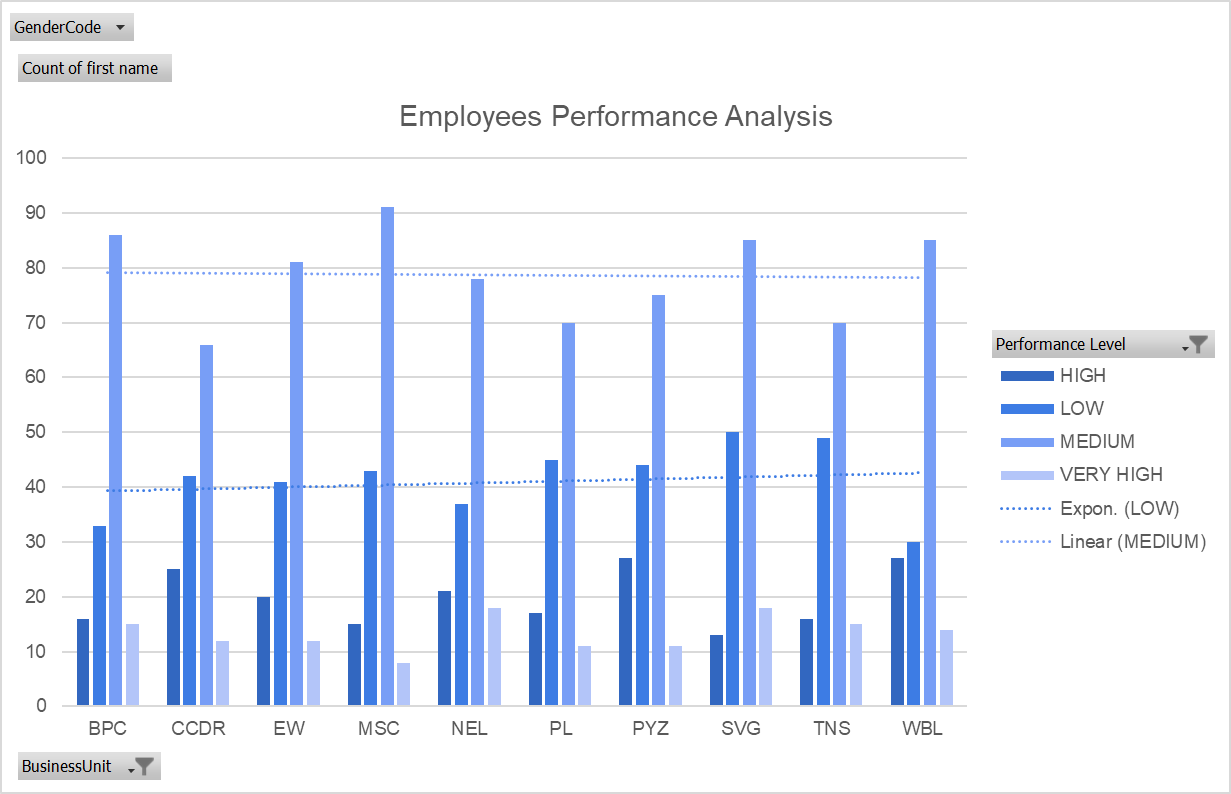 GenderCode
Count of first name
Employees Performance Analysis
100
90
80
70
60
50
40
30
20
10
0
BPC CCDR EW MSC NEL PL PYZ SVG TNS WBL
Performance Level
HIGH
LOW
MEDIUM
VERY HIGH
Expon. (LOW)
Linear (MEDIUM)
BusinessUnit